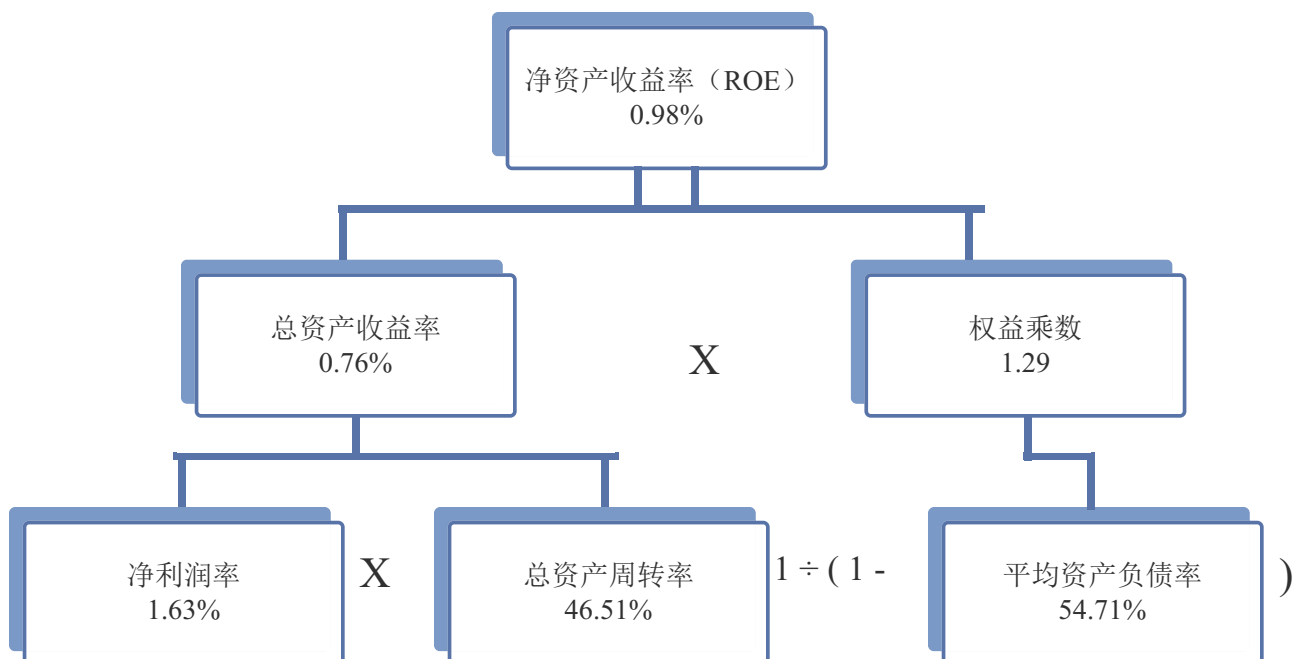 净资产收益率（ROE）
0.98%
总资产收益率
0.76%
X
权益乘数
1.29
净利润率
1.63%
X
总资产周转率
46.51%
1 ÷ ( 1 -
平均资产负债率
54.71%
)